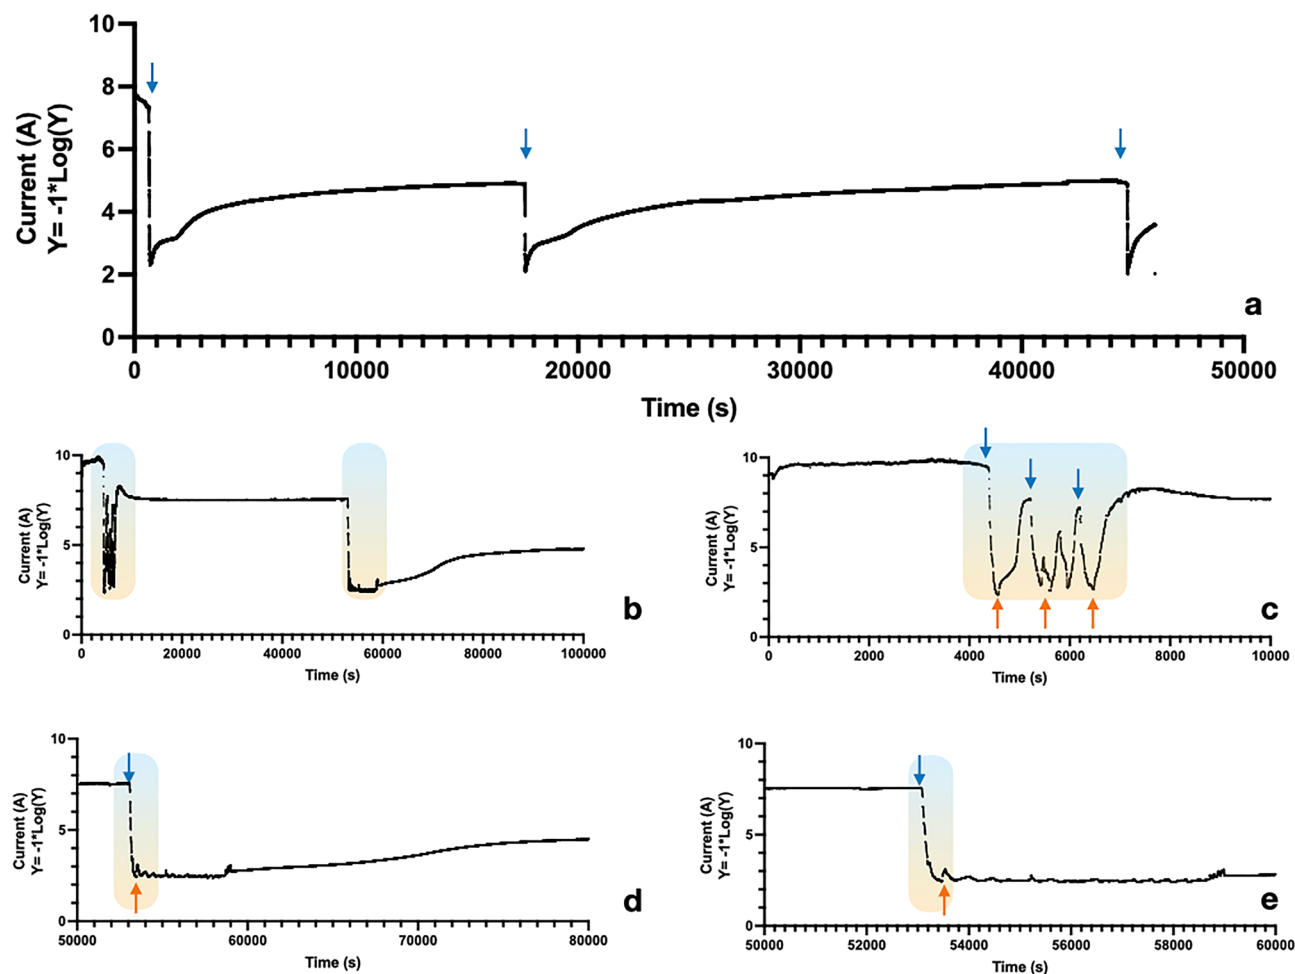 10
8
6
4
2
0
Current (A)
Y= -1*Log(Y)
0 10000 20000 30000 40000 50000
Time (s)
a
10
5
0
Current (A)
Y= -1*Log(Y)
0 20000 40000 60000 80000 100000
Time (s)
b
10
5
0
Current (A)
Y= -1*Log(Y)
0 2000 4000 6000 8000 10000
Time (s)
c
10
5
0
Current (A)
Y= -1*Log(Y)
50000 60000 70000 80000
Time (s)
d
10
5
0
Current (A)
Y= -1*Log(Y)
50000 52000 54000 56000 58000 60000
Time (s)
e